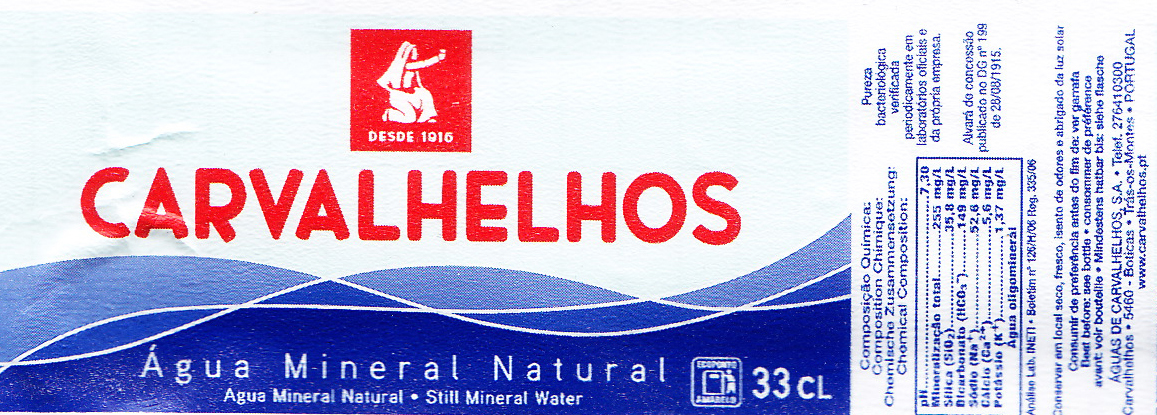 DESDE 1916
CARVALHELHOS
Água Mineral Natural
Agua Mineral Natural • Still Mineral Water
ECOPONTO
AMARELO
33 CL
Composição Química:
Composition Chimique:
Chemische Zusammensetzung:
Chemical Composition:
Pureza
bacteriológica
verificada
periodicamente em
laboratórios oficiais e
da própria empresa.
Alvará de concessão
publicado no DG nº 199
de 28/08/1915.
pH..............7,30
Mineralização total........255 mg/L
Sílica (SiO₂)..............35,8 mg/L
Bicarbonato (HCO₃⁻)......149 mg/L
Sódio (Na⁺)...............52,6 mg/L
Cálcio (Ca²⁺)..............5,6 mg/L
Potássio (K⁺)..............1,37 mg/L
Água oligomineral
Análise Lab. INETI • Boletim nº 126/H/06 Reg. 335/06
Conservar em local seco, fresco, isento de odores e abrigado da luz solar
Consumir de preferência antes do fim de: ver garrafa
Best before: see bottle • consommer de préférence
avant: voir bouteille • Mindestens haltbar bis: siehe flasche
ÁGUAS DE CARVALHELHOS, S.A. • Telef. 276410300
Carvalhelhos • 5460 - Boticas • Trás-os-Montes • PORTUGAL
www.carvalhelhos.pt